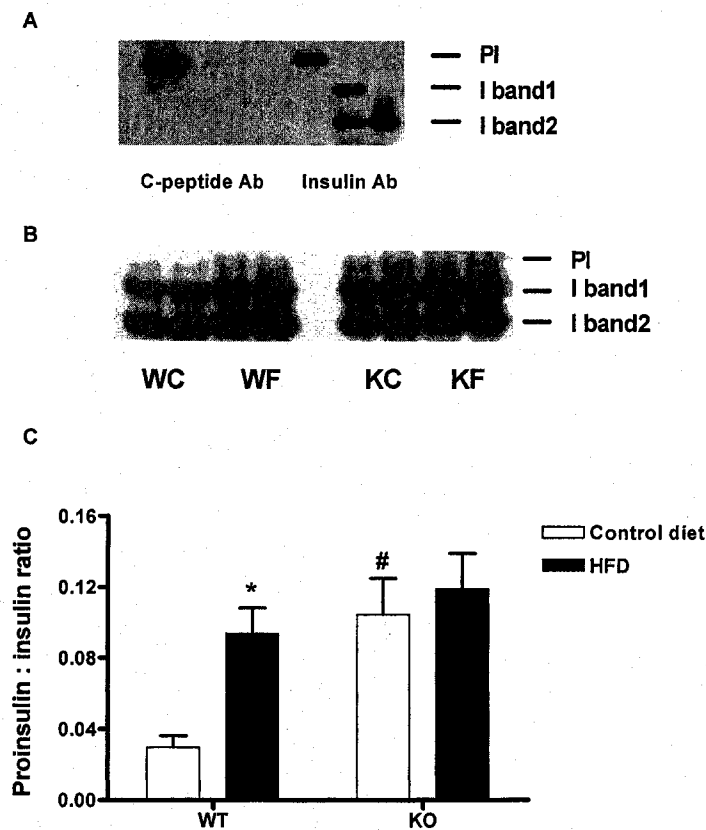 A
PI
I band1
I band2
C-peptide Ab Insulin Ab
B
PI
I band1
I band2
WC WF KC KF
C
Proinsulin : insulin ratio
0.16
0.12
0.08
0.04
0.00
*
#
Control diet
HFD
WT KO